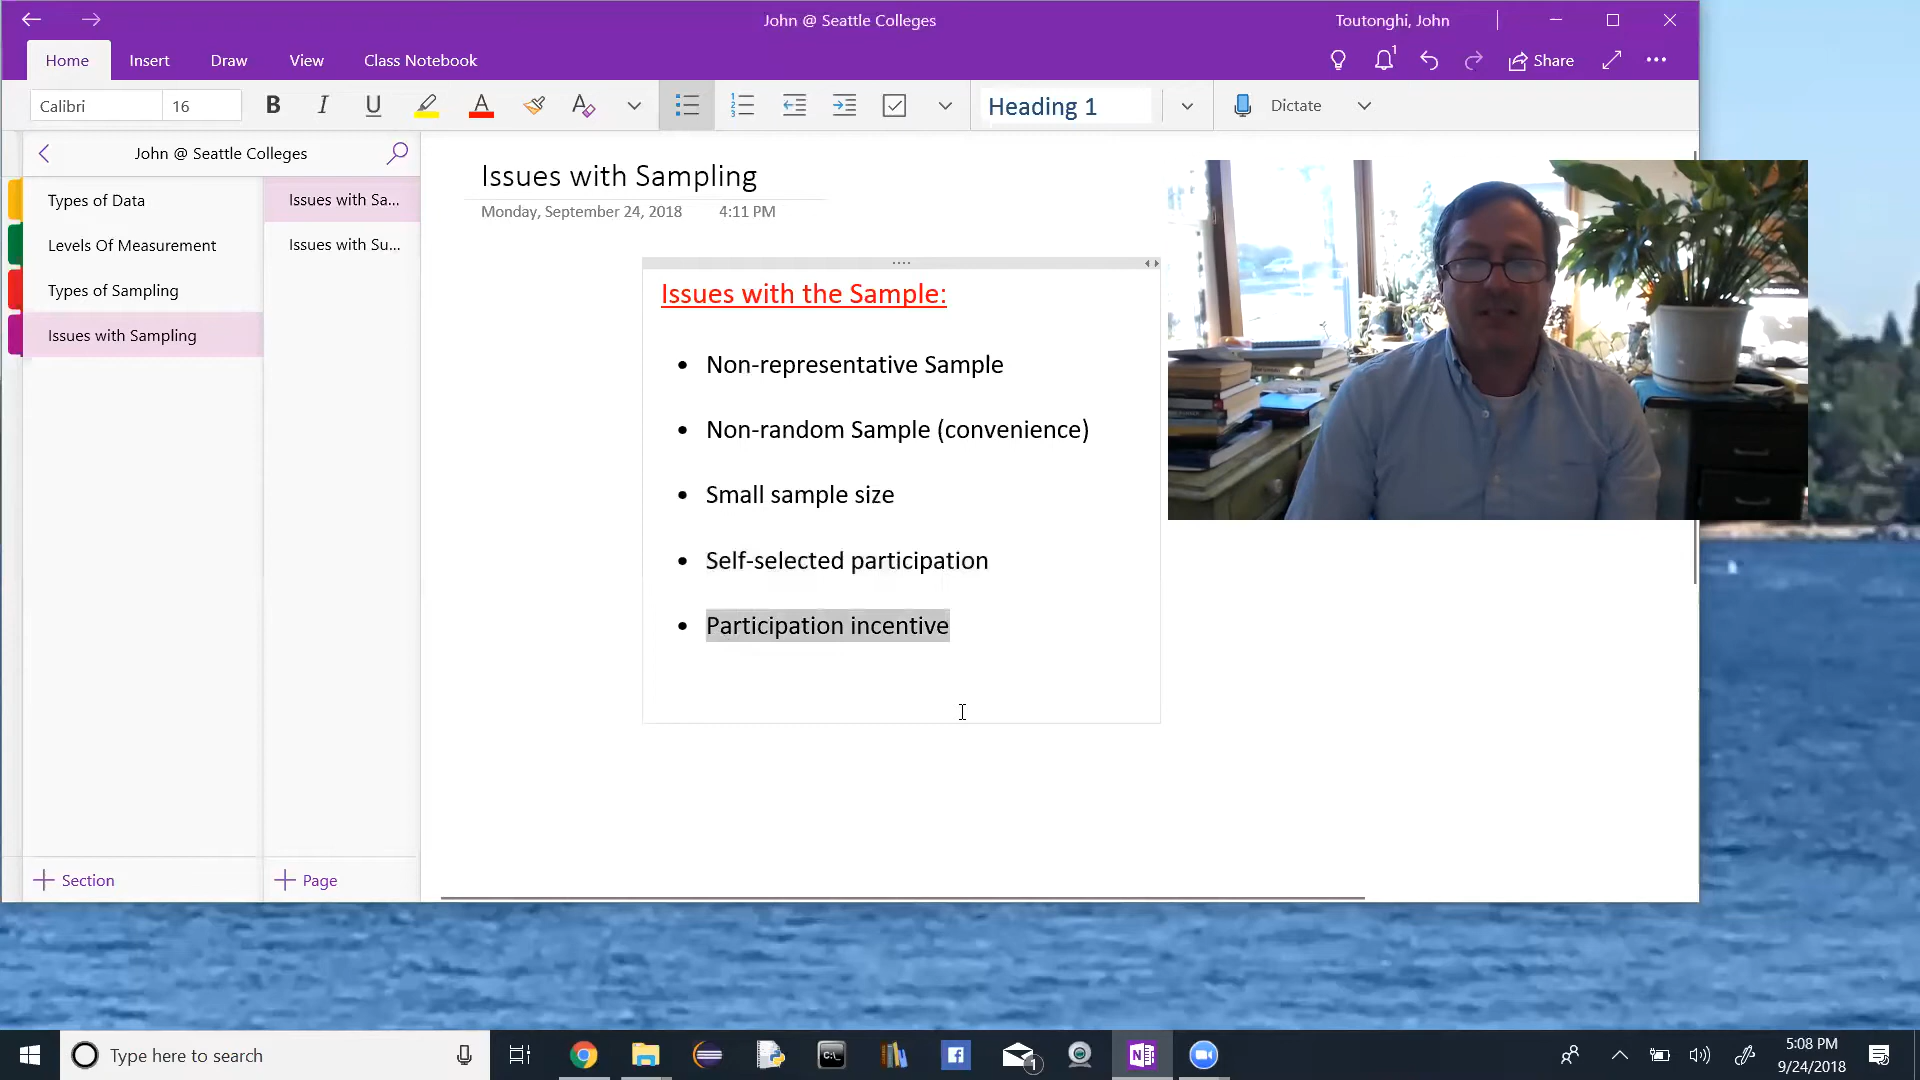 John @ Seattle Colleges
Toutonghi, John
Home Insert Draw View Class Notebook
1
Share
Calibri 16 B I U A A Heading 1 Dictate
John @ Seattle Colleges
Types of Data
Levels Of Measurement
Types of Sampling
Issues with Sampling
Issues with Sa...
Issues with Su...
Issues with Sampling
Monday, September 24, 2018 4:11 PM
Issues with the Sample:
• Non-representative Sample
• Non-random Sample (convenience)
• Small sample size
• Self-selected participation
• Participation incentive
+ Section
+ Page
Type here to search
1
5:08 PM
9/24/2018